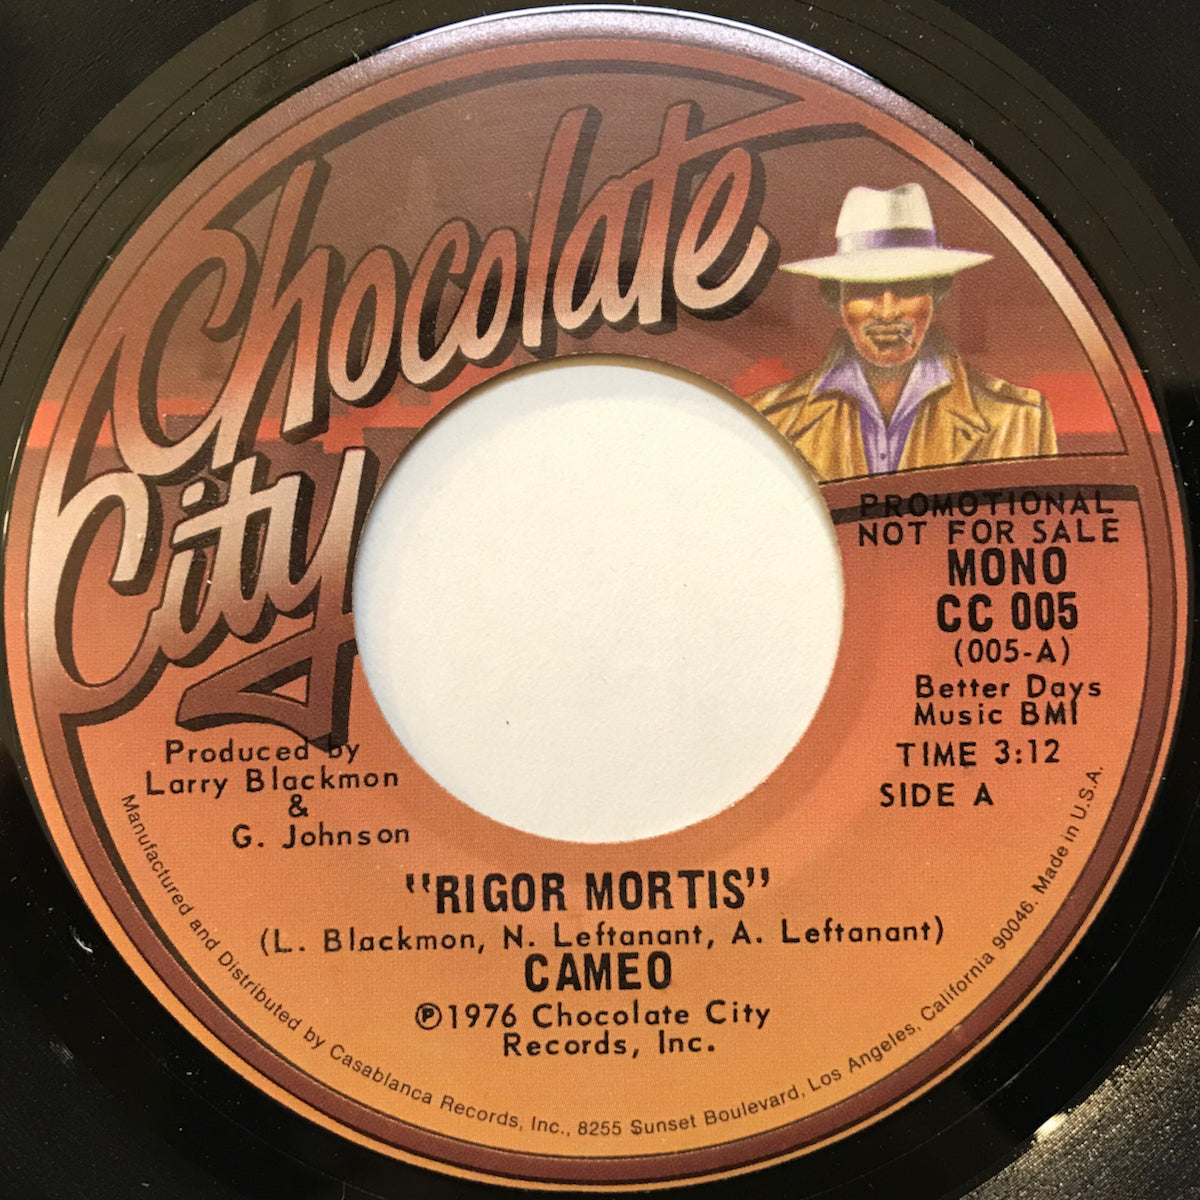 Chocolate
City
PROMOTIONAL
NOT FOR SALE
MONO
CC 005
(005-A)
Better Days
Music BMI
TIME 3:12
SIDE A
Produced by
Larry Blackmon
&
G. Johnson
"RIGOR MORTIS"
(L. Blackmon, N. Leftanant, A. Leftanant)
CAMEO
℗1976 Chocolate City
Records, Inc.
Manufactured and Distributed by Casablanca Records, Inc., 8255 Sunset Boulevard, Los Angeles, California 90046. Made in U.S.A.